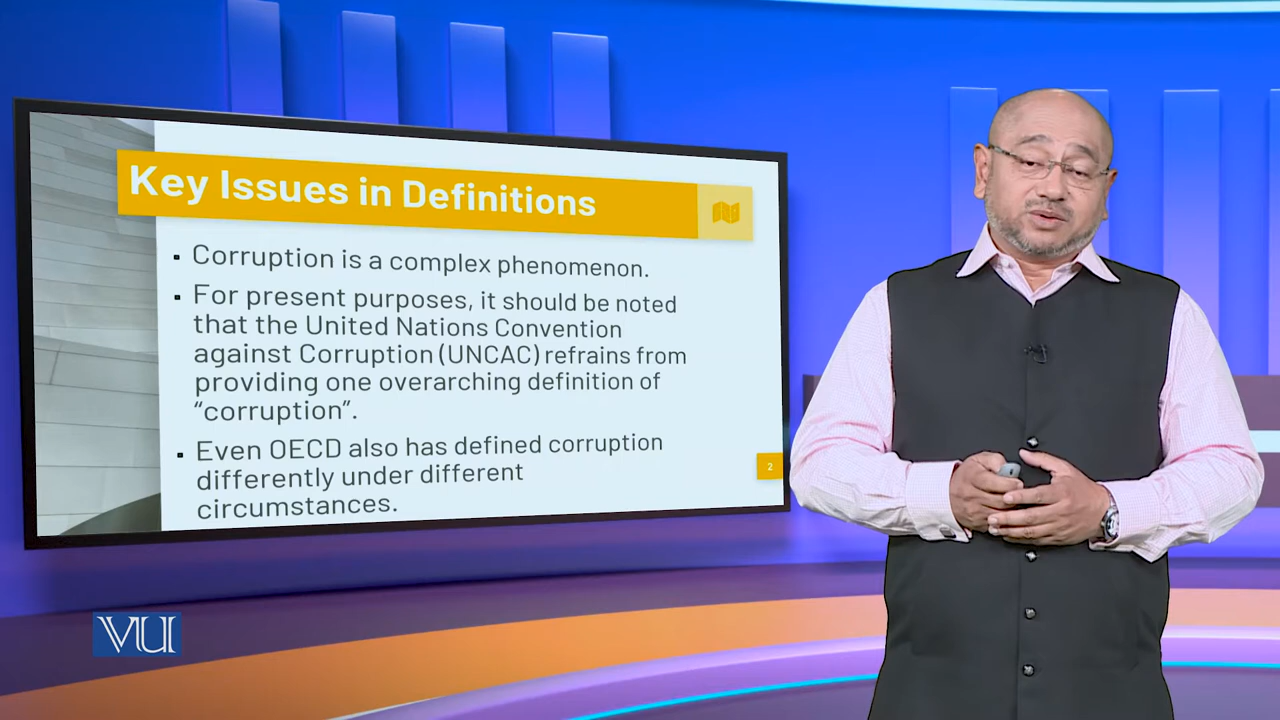 Key Issues in Definitions
▪ Corruption is a complex phenomenon.
▪ For present purposes, it should be noted
that the United Nations Convention
against Corruption (UNCAC) refrains from
providing one overarching definition of
“corruption”.
▪ Even OECD also has defined corruption
differently under different
circumstances.
2
VU